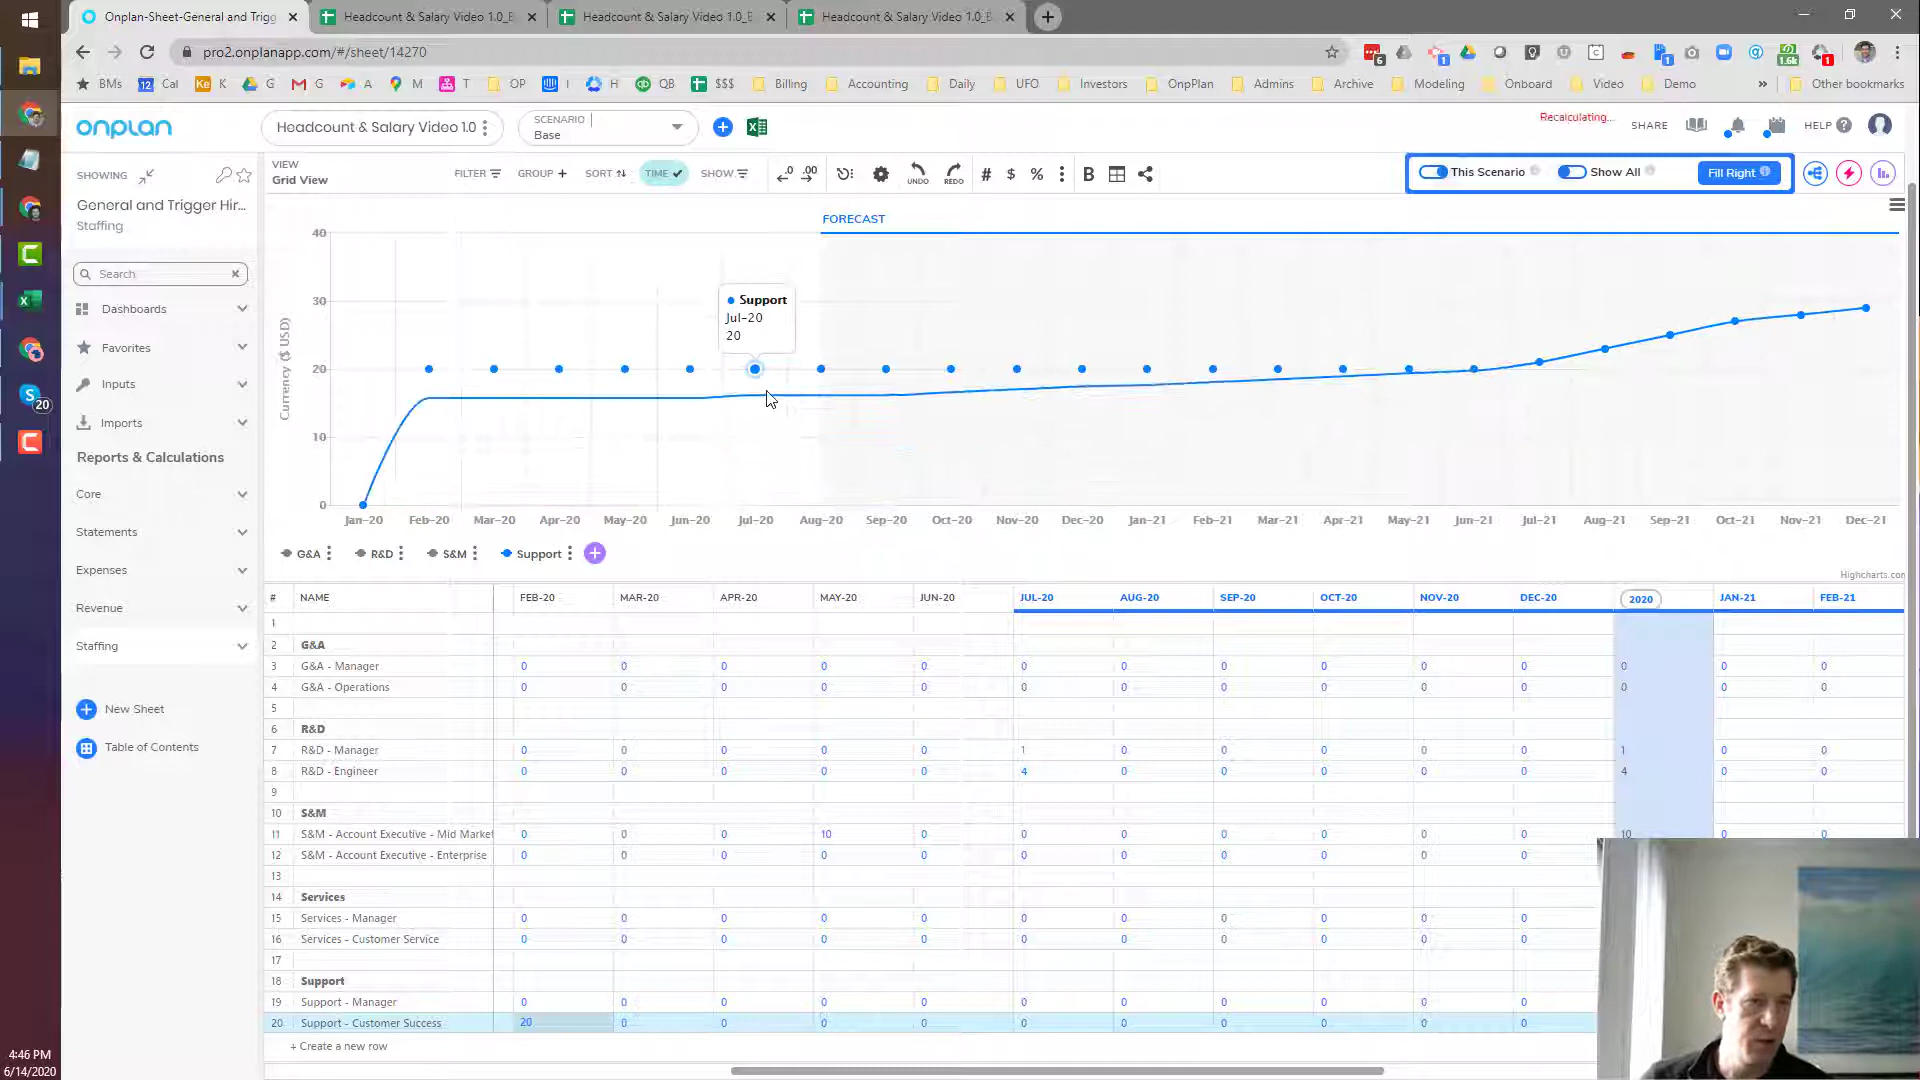 Onplan-Sheet-General and Trigg
Headcount & Salary Video 1.0_E
Headcount & Salary Video 1.0_E
Headcount & Salary Video 1.0_E
pro2.onplanapp.com/#/sheet/14270
BMs Cal K G G A M T OP I H QB $$$ Billing Accounting Daily UFO Investors OnpPlan Admins Archive Modeling Onboard Video Demo » Other bookmarks
onplan
Headcount & Salary Video 1.0
SCENARIO
Base
Recalculating...
SHARE
HELP
SHOWING
General and Trigger Hir...
Staffing
Search
Dashboards
Favorites
Inputs
Imports
Reports & Calculations
Core
Statements
Expenses
Revenue
Staffing
New Sheet
Table of Contents
VIEW
Grid View
FILTER GROUP + SORT TIME SHOW
UNDO REDO # $ % B
This Scenario Show All Fill Right
FORECAST
Currency ($ USD)
40
30
20
10
0
Support
Jul-20
20
Jan-20 Feb-20 Mar-20 Apr-20 May-20 Jun-20 Jul-20 Aug-20 Sep-20 Oct-20 Nov-20 Dec-20 Jan-21 Feb-21 Mar-21 Apr-21 May-21 Jun-21 Jul-21 Aug-21 Sep-21 Oct-21 Nov-21 Dec-21
G&A R&D S&M Support
Highcharts.com
# NAME FEB-20 MAR-20 APR-20 MAY-20 JUN-20 JUL-20 AUG-20 SEP-20 OCT-20 NOV-20 DEC-20 2020 JAN-21 FEB-21
1
2 G&A
3 G&A - Manager 0 0 0 0 0 0 0 0 0 0 0 0 0 0
4 G&A - Operations 0 0 0 0 0 0 0 0 0 0 0 0 0 0
5
6 R&D
7 R&D - Manager 0 0 0 0 0 1 0 0 0 0 0 1 0 0
8 R&D - Engineer 0 0 0 0 0 4 0 0 0 0 0 4 0 0
9
10 S&M
11 S&M - Account Executive - Mid Market 0 0 0 10 0 0 0 0 0 0 0 10 0 0
12 S&M - Account Executive - Enterprise 0 0 0 0 0 0 0 0 0 0 0
13
14 Services
15 Services - Manager 0 0 0 0 0 0 0 0 0 0 0
16 Services - Customer Service 0 0 0 0 0 0 0 0 0 0 0
17
18 Support
19 Support - Manager 0 0 0 0 0 0 0 0 0 0 0
20 Support - Customer Success 20 0 0 0 0 0 0 0 0 0 0
+ Create a new row
20
4:46 PM
6/14/2020